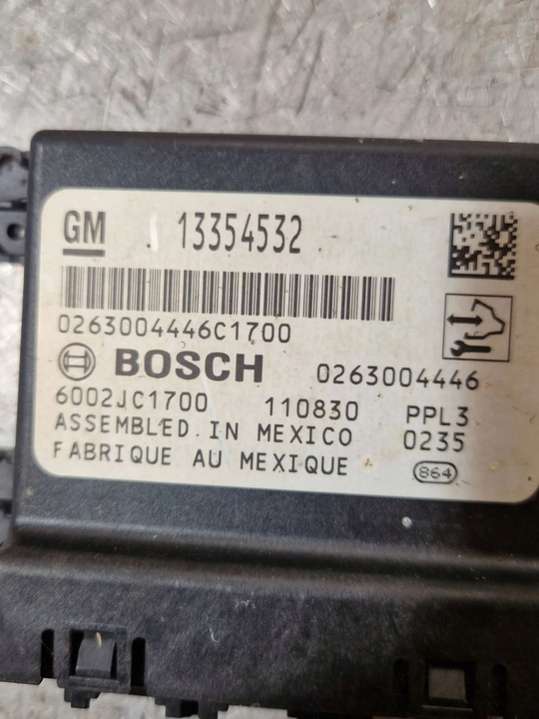 GM 13354532
0263004446C1700
BOSCH 0263004446
6002JC1700 110830 PPL3
ASSEMBLED IN MEXICO 0235
FABRIQUE AU MEXIQUE 864